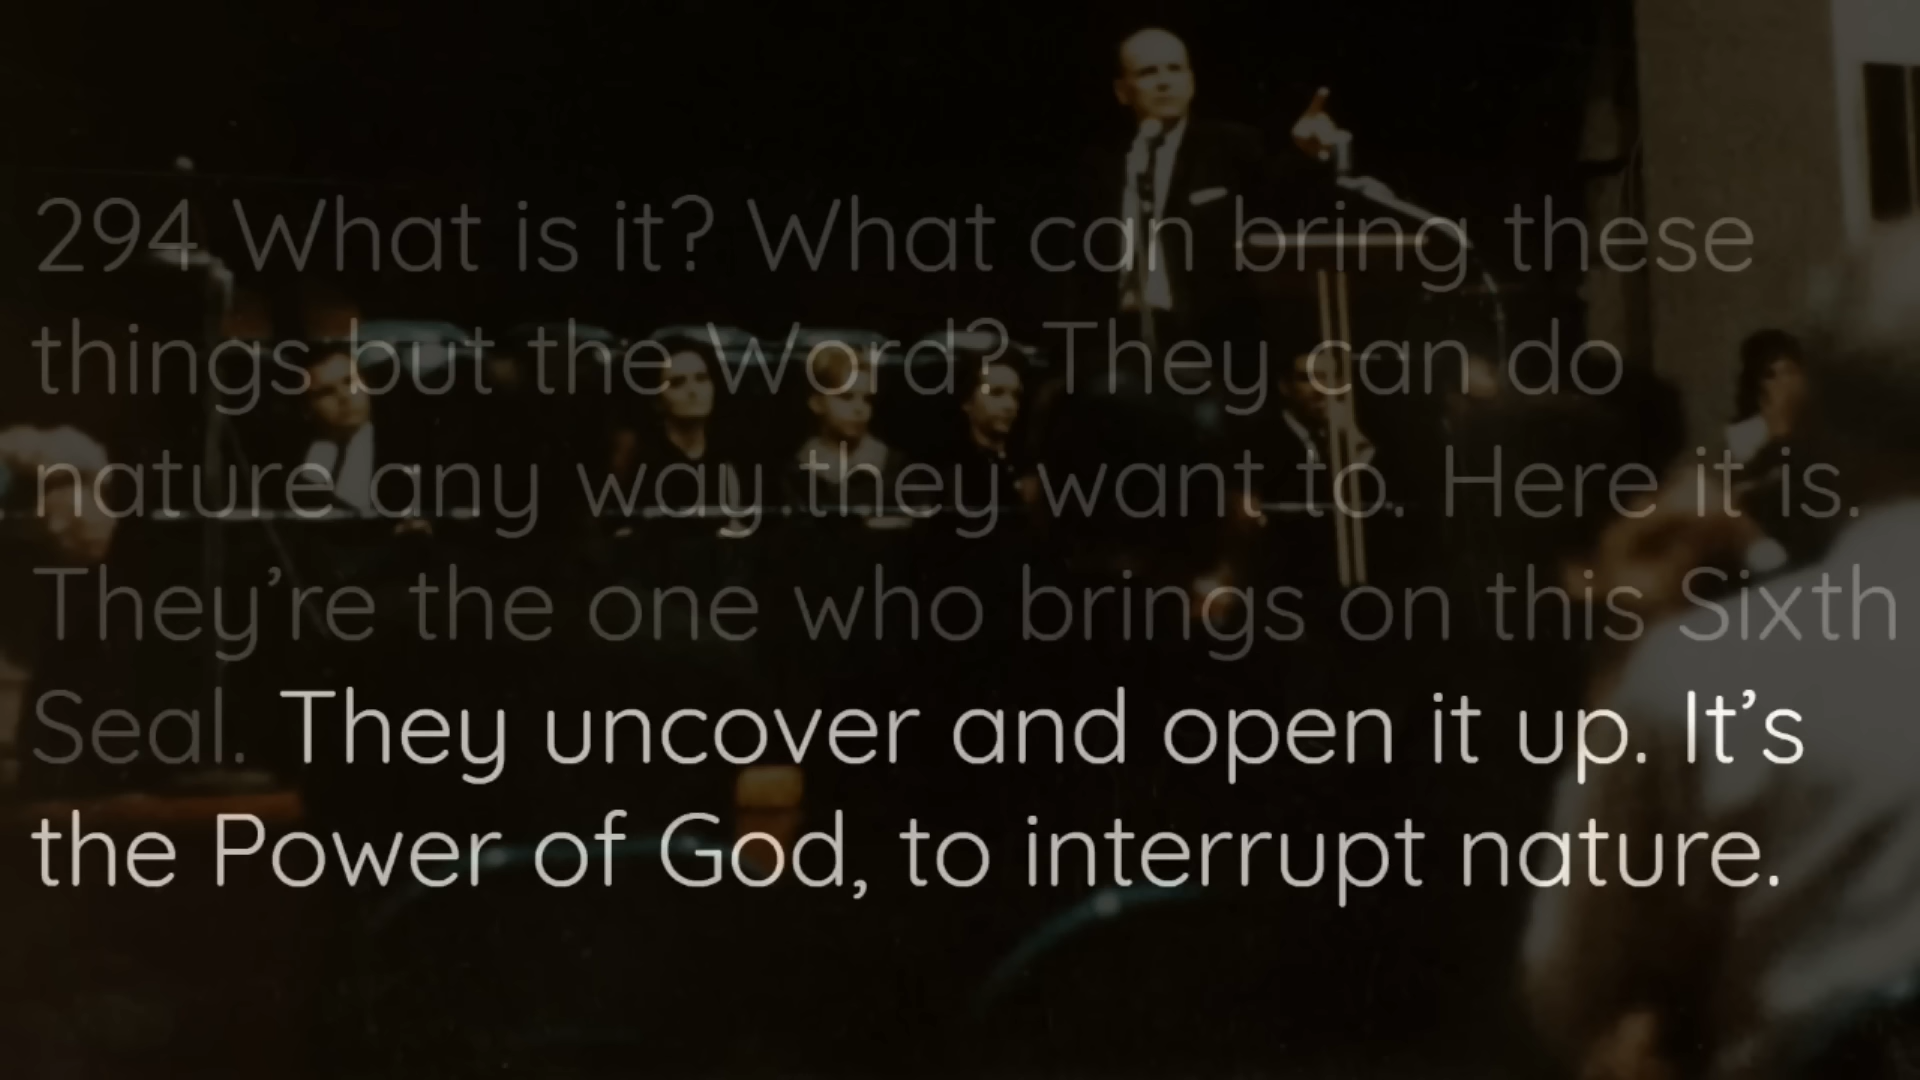 294 What is it? What can bring these
things but the Word? They can do
nature any way they want to. Here it is.
They’re the one who brings on this Sixth
Seal. They uncover and open it up. It’s
the Power of God, to interrupt nature.